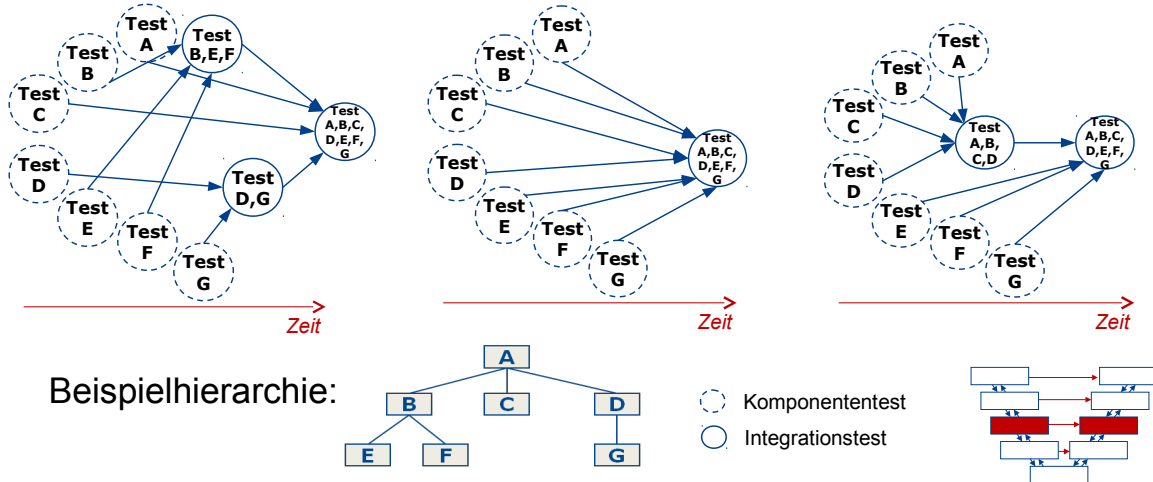 Test
A
Test
B,E,F
Test
B
Test
C
Test
A,B,C,
D,E,F,
G
Test
D
Test
D,G
Test
E
Test
F
Test
G
Zeit
Test
A
Test
B
Test
C
Test
A,B,C,
D,E,F,
G
Test
D
Test
E
Test
F
Test
G
Zeit
Test
A
Test
B
Test
C
Test
A,B,
C,D
Test
A,B,C,
D,E,F,
G
Test
D
Test
E
Test
F
Test
G
Zeit
Beispielhierarchie:
A
B
C
D
E
F
G
Komponententest
Integrationstest